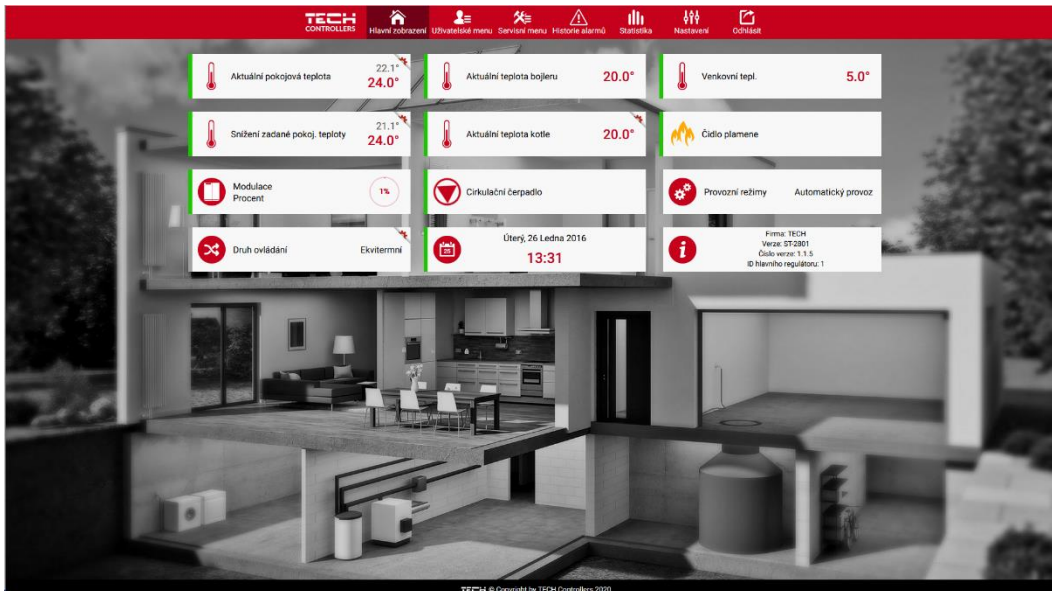 TECH
CONTROLLERS
Hlavní zobrazení
Uživatelské menu
Servisní menu
Historie alarmů
Statistika
Nastavení
Odhlásit
Aktuální pokojová teplota
22.1°
24.0°
Aktuální teplota bojleru
20.0°
Venkovní tepl.
5.0°
Snížení zadané pokoj. teploty
21.1°
24.0°
Aktuální teplota kotle
20.0°
Čidlo plamene
Modulace
Procent
1%
Cirkulační čerpadlo
Provozní režimy
Automatický provoz
Druh ovládání
Ekvitermní
25
Úterý, 26 Ledna 2016
13:31
Firma: TECH
Verze: ST-2801
Číslo verze: 1.1.5
ID hlavního regulátoru: 1
TECH © Copyright by TECH Controllers 2020